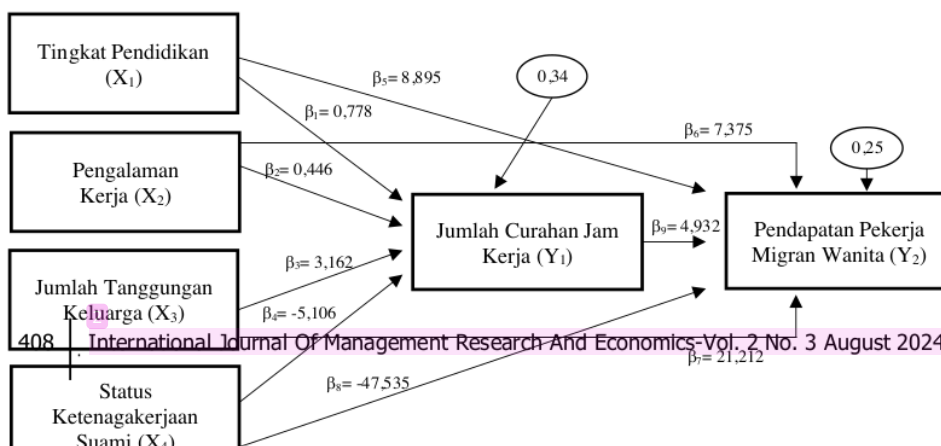 Tingkat Pendidikan
(X₁)
0,34
β₅= 8,895
β₁= 0,778
β₆= 7,375
Pengalaman
Kerja (X₂)
0,25
β₂= 0,446
Jumlah Curahan Jam
Kerja (Y₁)
β₉= 4,932
Pendapatan Pekerja
Migran Wanita (Y₂)
Jumlah Tanggungan
Keluarga (X₃)
β₃= 3,162
β₄= -5,106
408
International Journal Of Management Research And Economics-Vol. 2 No. 3 August 2024
β₇= 21,212
β₈= -47,535
Status
Ketenagakerjaan
Suami (X₄)